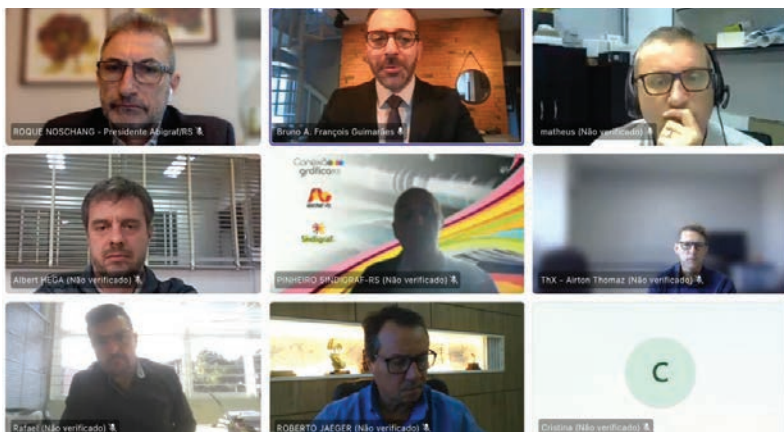 ROQUE NOSCHANG - Presidente Abigraf/RS
Bruno A. François Guimarães
matheus (Não verificado)
Conexão
gráfica
Sindigraf
Albert HEGA (Não verificado)
PINHEIRO SINDIGRAF-RS (Não verificado)
ThX - Airton Thomaz (Não verificado)
C
Rafael (Não verificado)
ROBERTO JAEGER (Não verificado)
Cristina (Não verificado)